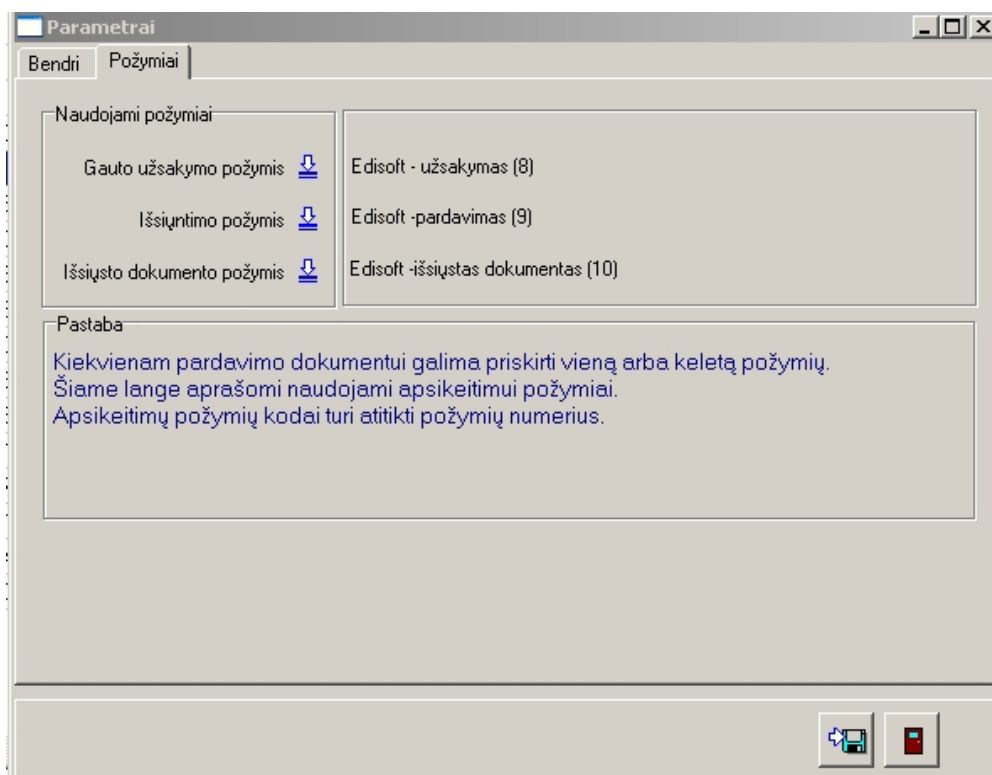 Parametrai
Bendri
Požymiai
Naudojami požymiai
Gauto užsakymo požymis
Edisoft - užsakymas (8)
Išsiųntimo požymis
Edisoft -pardavimas (9)
Išsiųsto dokumento požymis
Edisoft -išsiųstas dokumentas (10)
Pastaba
Kiekvienam pardavimo dokumentui galima priskirti vieną arba keletą požymių.
Šiame lange aprašomi naudojami apsikeitimui požymiai.
Apsikeitimų požymių kodai turi atitikti požymių numerius.